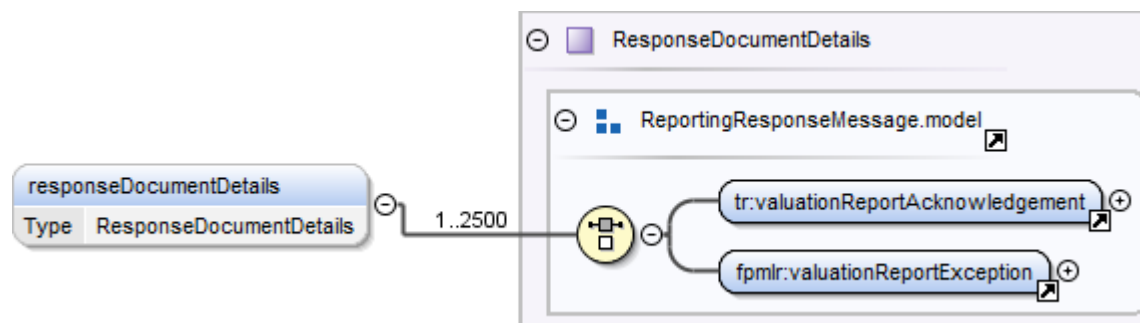 ResponseDocumentDetails
ReportingResponseMessage.model
responseDocumentDetails
Type ResponseDocumentDetails
1..2500
tr:valuationReportAcknowledgement
fpmlr:valuationReportException